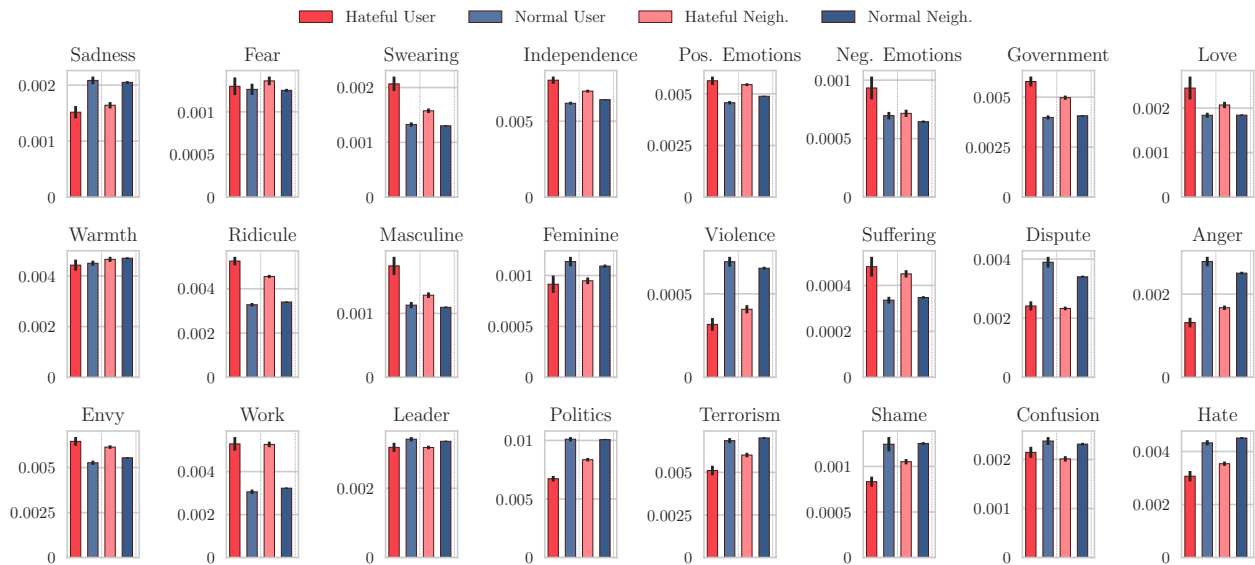 Hateful User Normal User Hateful Neigh. Normal Neigh.
Sadness Fear Swearing Independence Pos. Emotions Neg. Emotions Government Love
0.002 0.001 0 0.001 0.0005 0 0.002 0.001 0 0.005 0 0.005 0.0025 0 0.001 0.0005 0 0.005 0.0025 0 0.002 0.001 0
Warmth Ridicule Masculine Feminine Violence Suffering Dispute Anger
0.004 0.002 0 0.004 0.002 0 0.001 0 0.001 0.0005 0 0.0005 0 0.0004 0.0002 0 0.004 0.002 0 0.002 0
Envy Work Leader Politics Terrorism Shame Confusion Hate
0.005 0.0025 0 0.004 0.002 0 0.002 0 0.01 0.005 0 0.005 0 0.001 0.0005 0 0.002 0.001 0 0.004 0.002 0